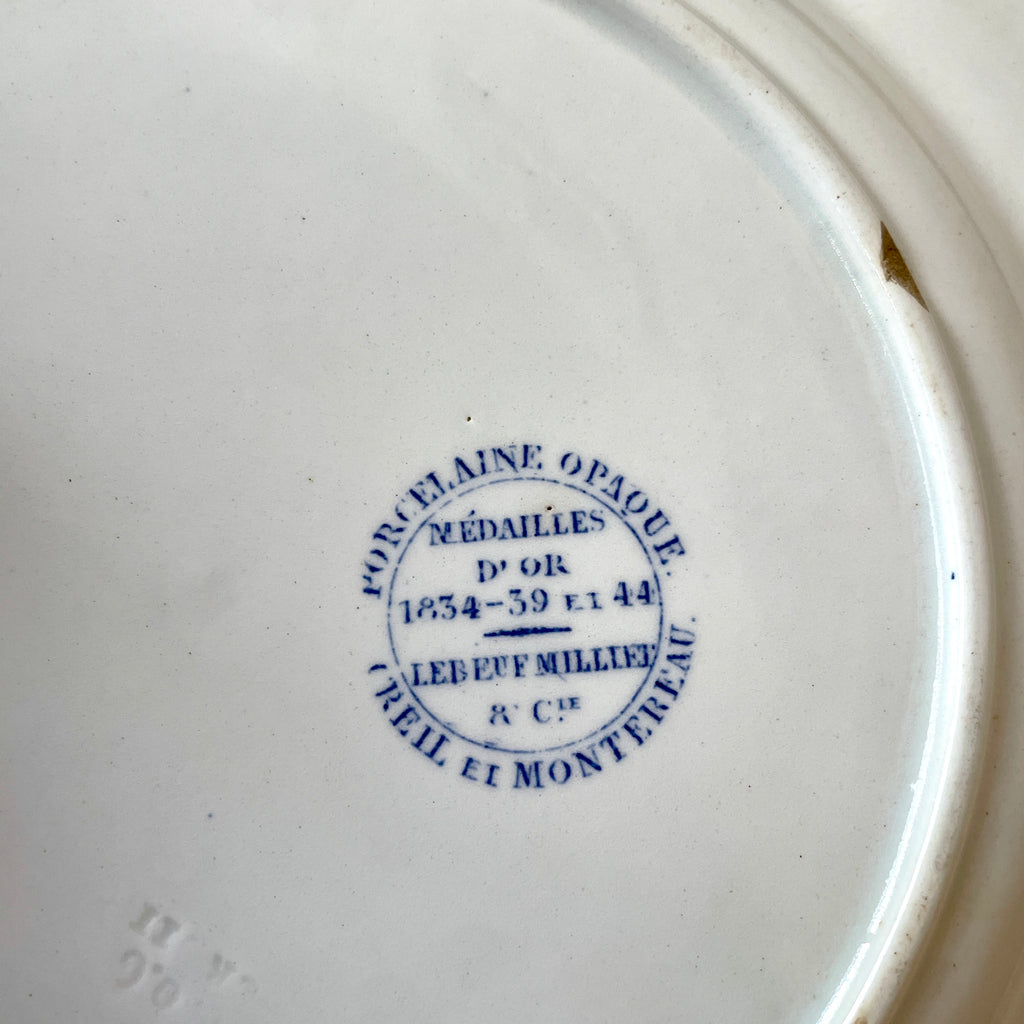 PORCELAINE OPAQUE.
MÉDAILLES
D'OR
1834-39 ET 44
LEBEUF MILLIET
& CIE
CREIL ET MONTEREAU.